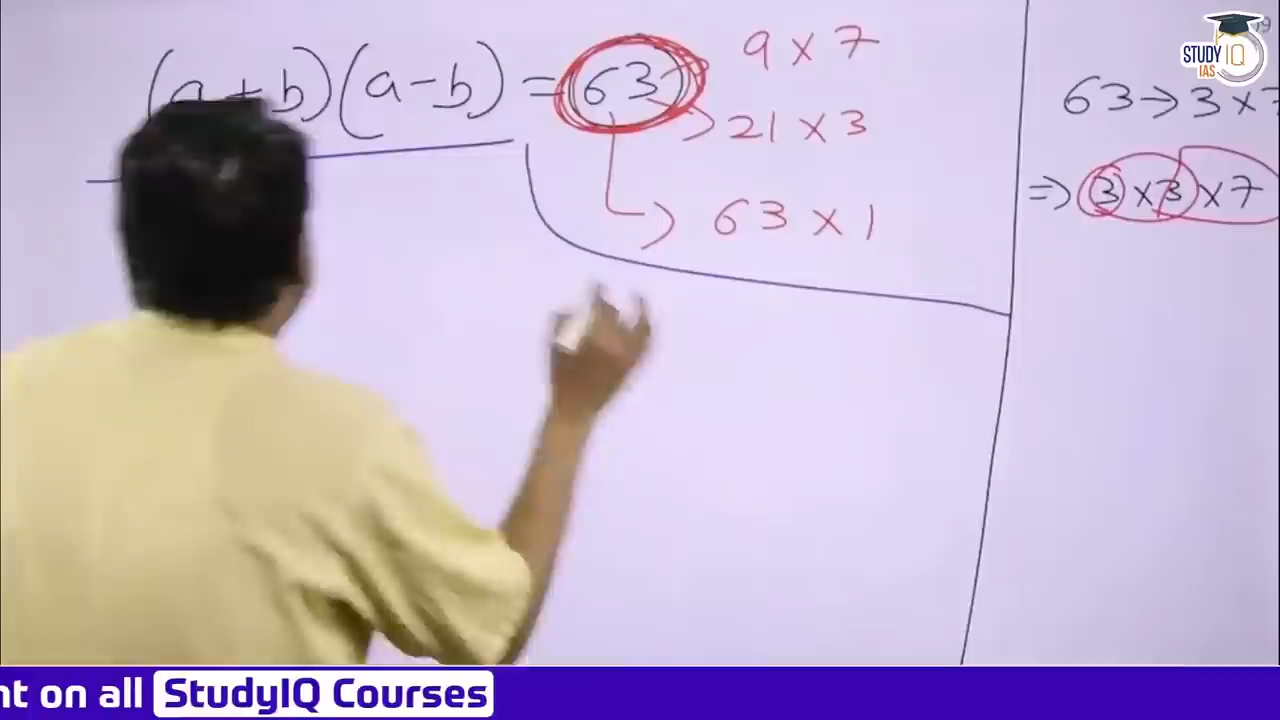 (a + b)(a - b) = 63
9 x 7
21 x 3
63 x 1
63 → 3 x
⇒ 3 x 3 x 7
STUDY IQ
IAS
nt on all StudyIQ Courses